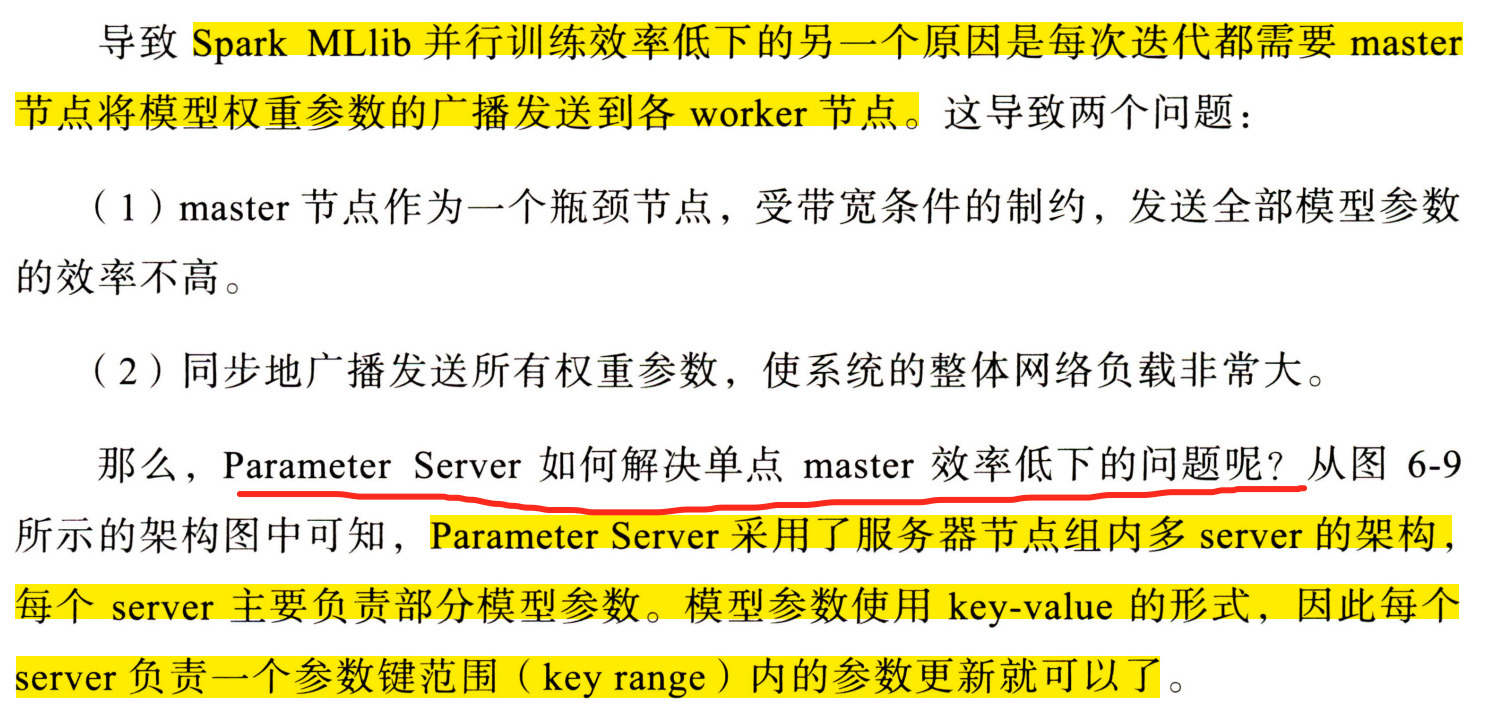 导致 Spark MLlib 并行训练效率低下的另一个原因是每次迭代都需要 master
节点将模型权重参数的广播发送到各 worker 节点。这导致两个问题：
（1）master 节点作为一个瓶颈节点，受带宽条件的制约，发送全部模型参数
的效率不高。
（2）同步地广播发送所有权重参数，使系统的整体网络负载非常大。
那么，Parameter Server 如何解决单点 master 效率低下的问题呢？从图 6-9
所示的架构图中可知，Parameter Server 采用了服务器节点组内多 server 的架构，
每个 server 主要负责部分模型参数。模型参数使用 key-value 的形式，因此每个
server 负责一个参数键范围（key range）内的参数更新就可以了。